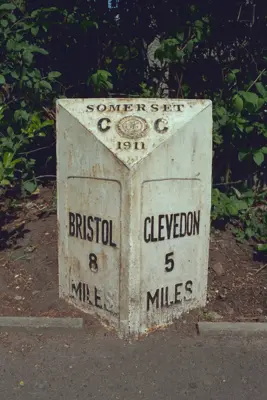 SOMERSET
C C
1911
BRISTOL
8
MILES
CLEVEDON
5
MILES